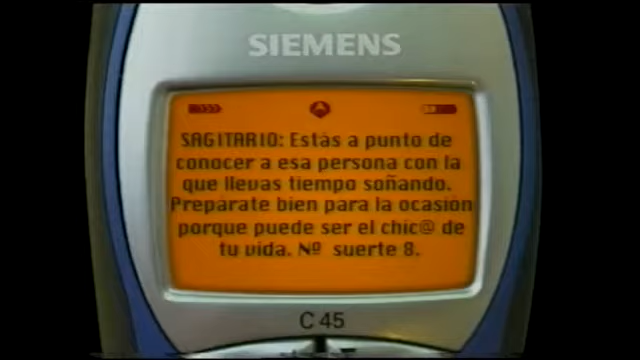 SIEMENS
SAGITARIO: Estás a punto de
conocer a esa persona con la
que llevas tiempo soñando.
Preparate bien para la ocasión
porque puede ser el chic@ de
tu vida. Nº suerte 8.
C45